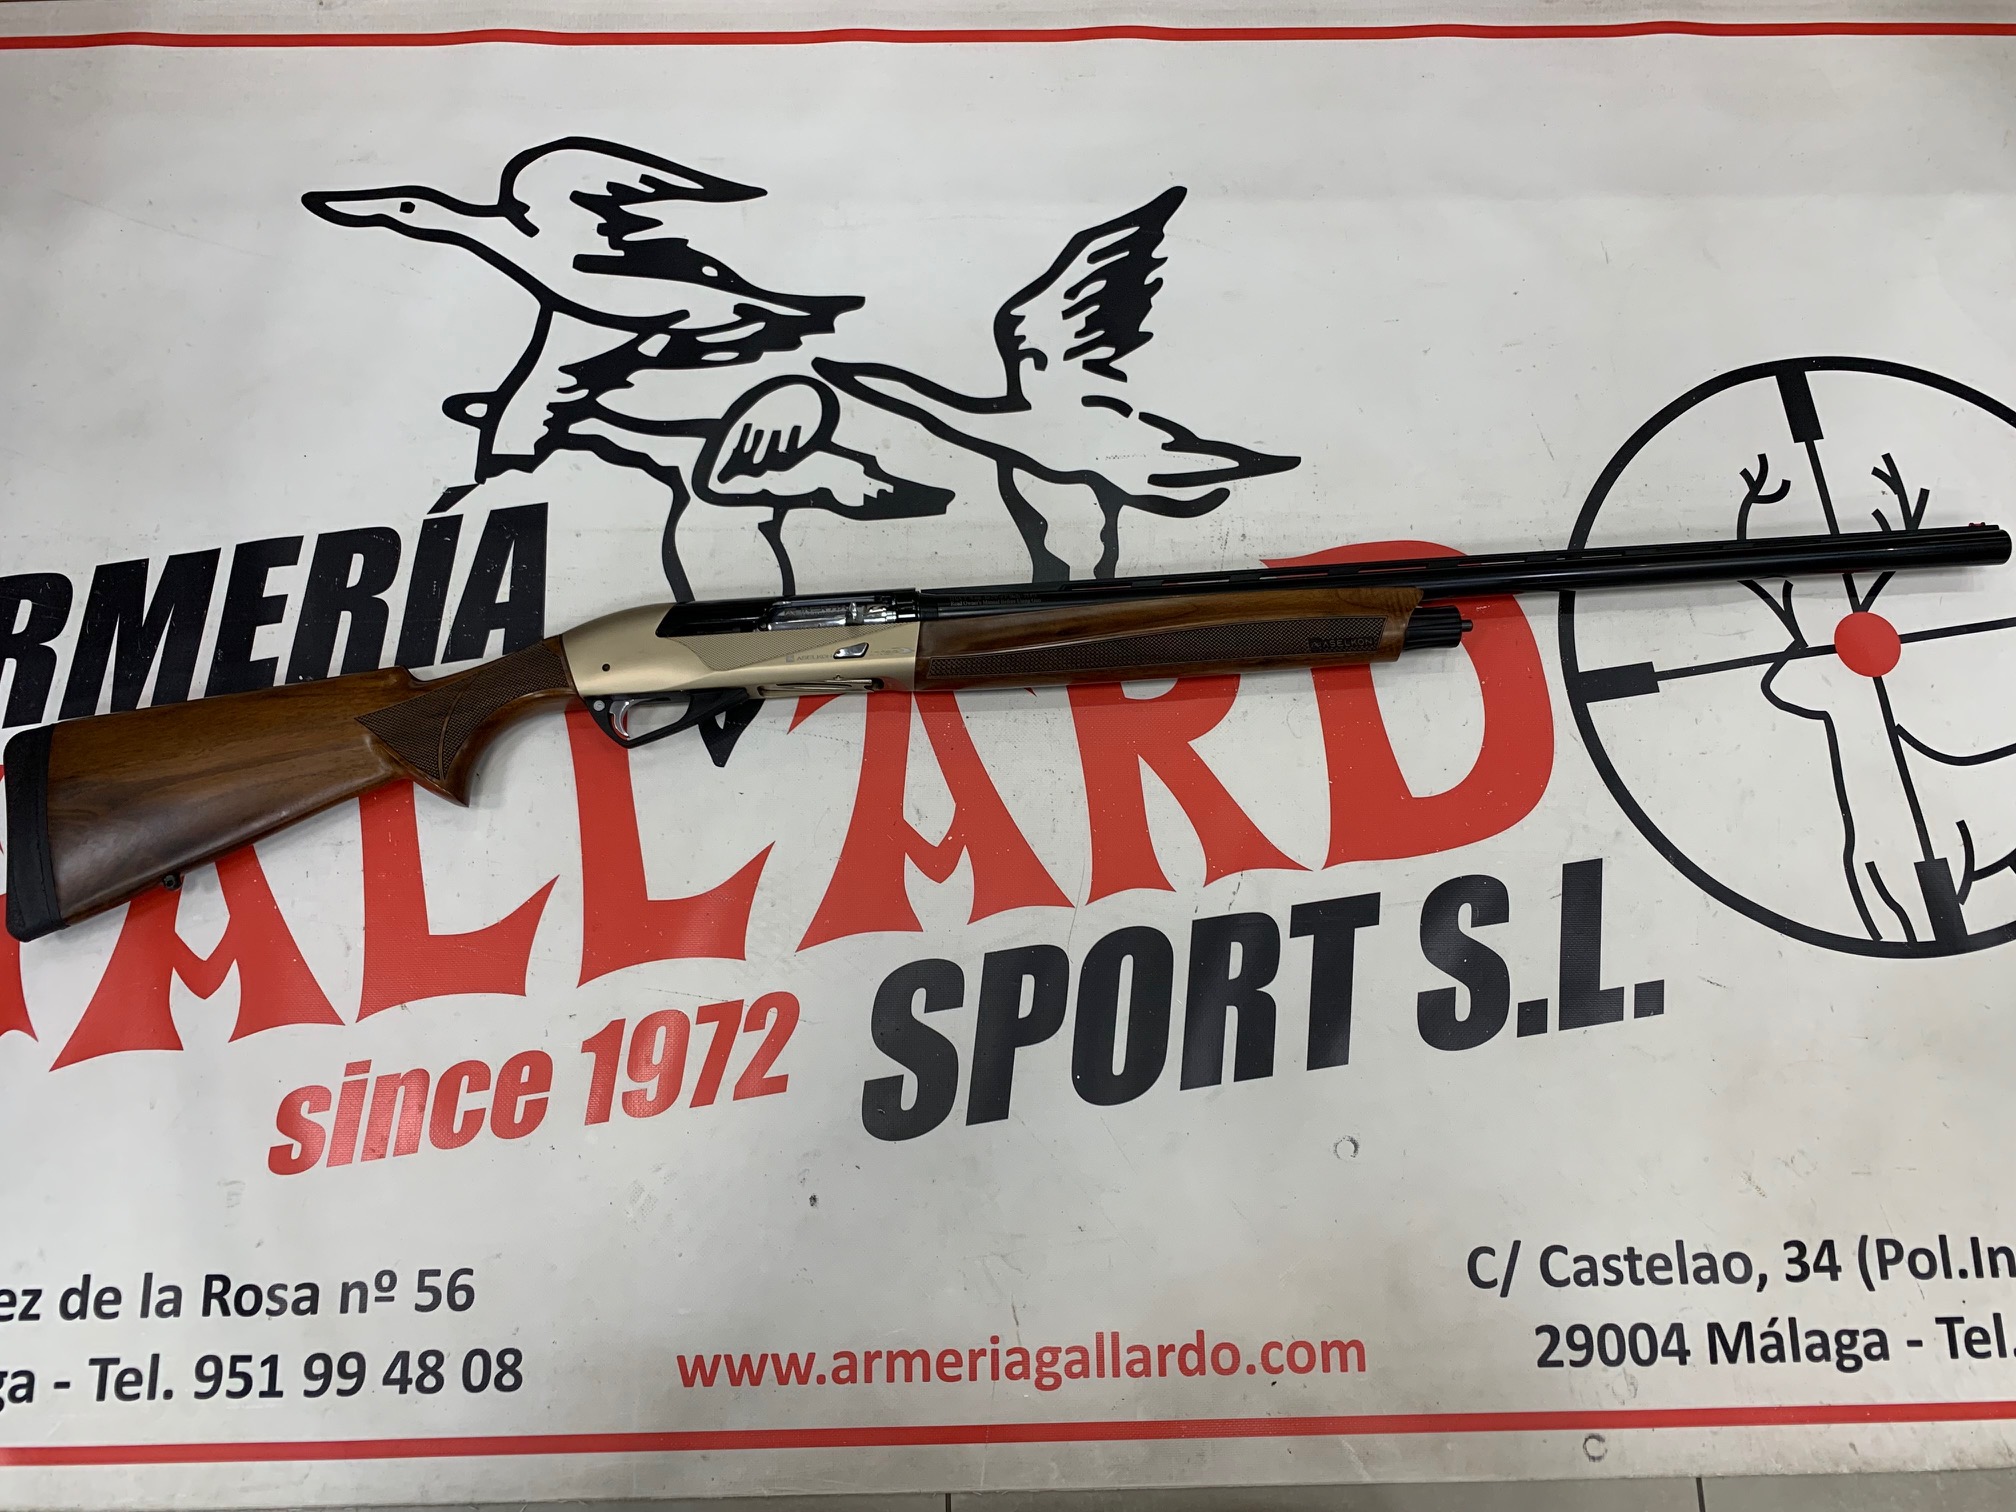 RMERÍA
ALLARDO
since 1972 SPORT S.L.
ez de la Rosa nº 56
ga - Tel. 951 99 48 08
www.armeriagallardo.com
C/ Castelao, 34 (Pol.In
29004 Málaga - Tel.